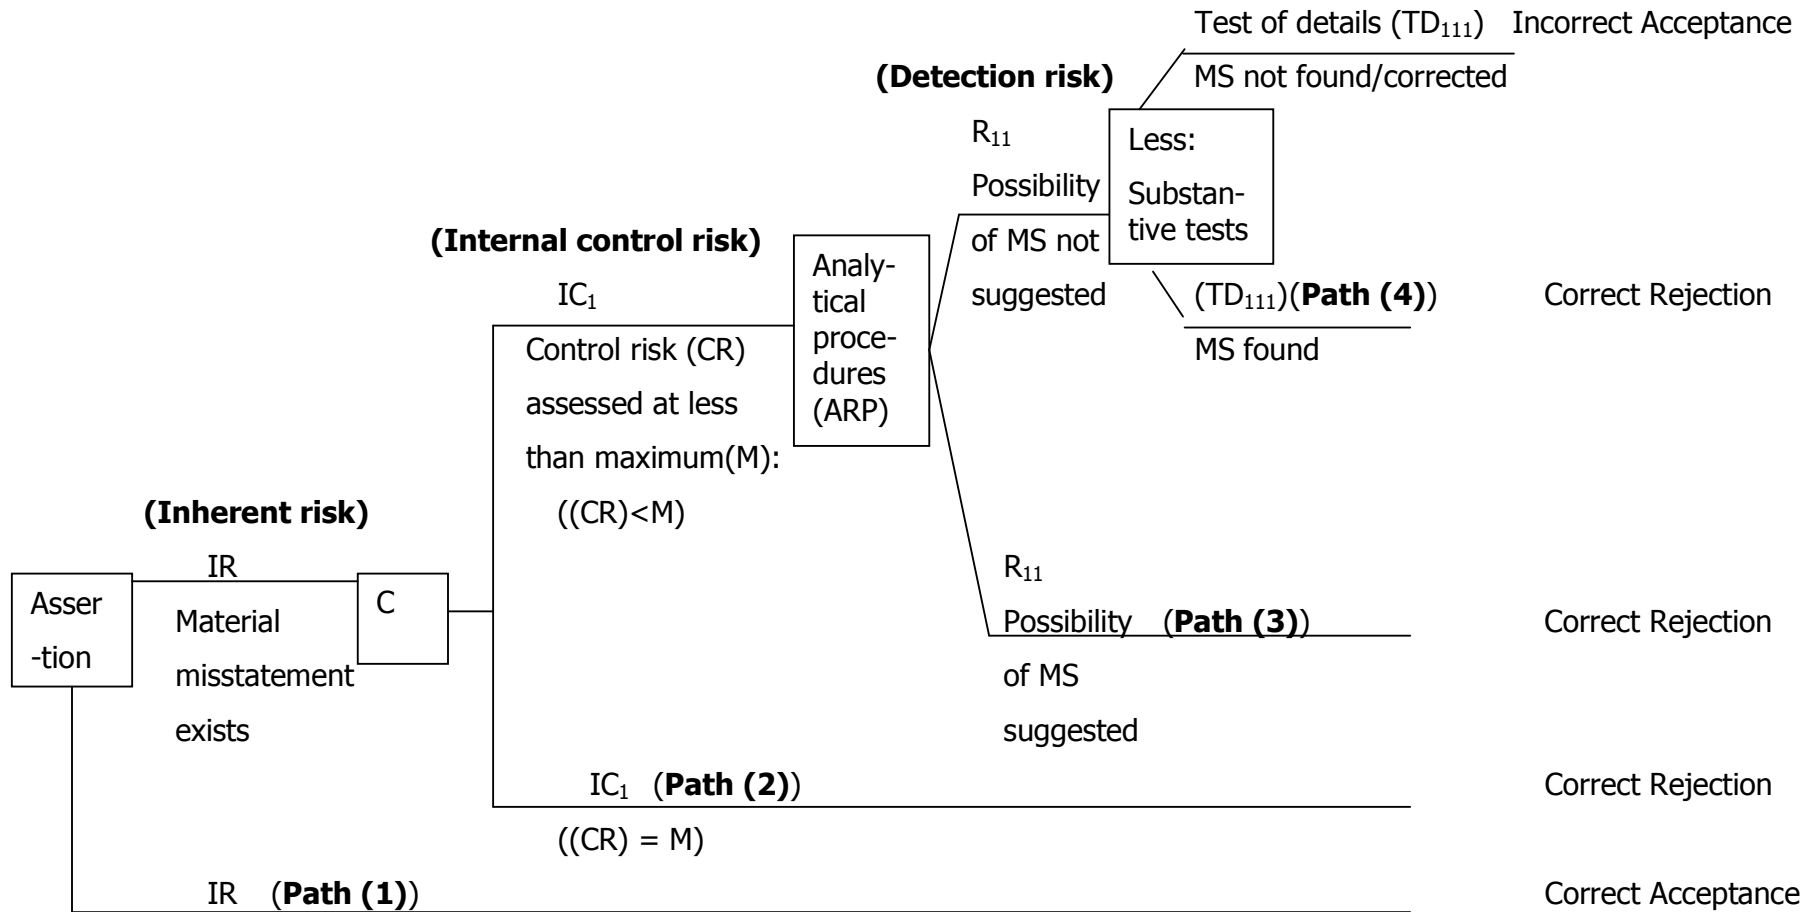 Test of details (TD₁₁₁) Incorrect Acceptance
(Detection risk)
MS not found/corrected
R₁₁
Possibility
of MS not
suggested
Less:
Substan-
tive tests
(TD₁₁₁)(Path (4)) Correct Rejection
MS found
(Internal control risk)
IC₁
Control risk (CR)
assessed at less
than maximum(M):
((CR)<M)
Analy-
tical
proce-
dures
(ARP)
(Inherent risk)
IR
Material
misstatement
exists
Asser
-tion
C
R₁₁
Possibility (Path (3)) Correct Rejection
of MS
suggested
IC₁ (Path (2)) Correct Rejection
((CR) = M)
IR (Path (1)) Correct Acceptance